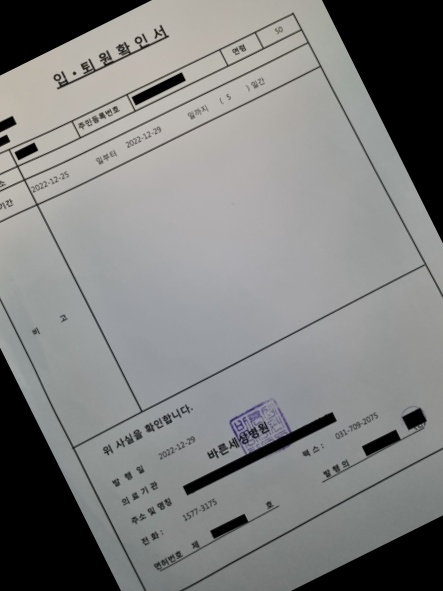 입·퇴원확인서
주민등록번호 연령 50
소
기간 2022-12-25 일부터 2022-12-29 일까지 ( 5 ) 일간
비 고
위 사실을 확인합니다.
발 행 일 2022-12-29
의료기관 바른세상병원
주소 및 명칭
전 화 : 1577-3175 팩 스 : 031-709-2075
면허번호 제 호 발 행 의